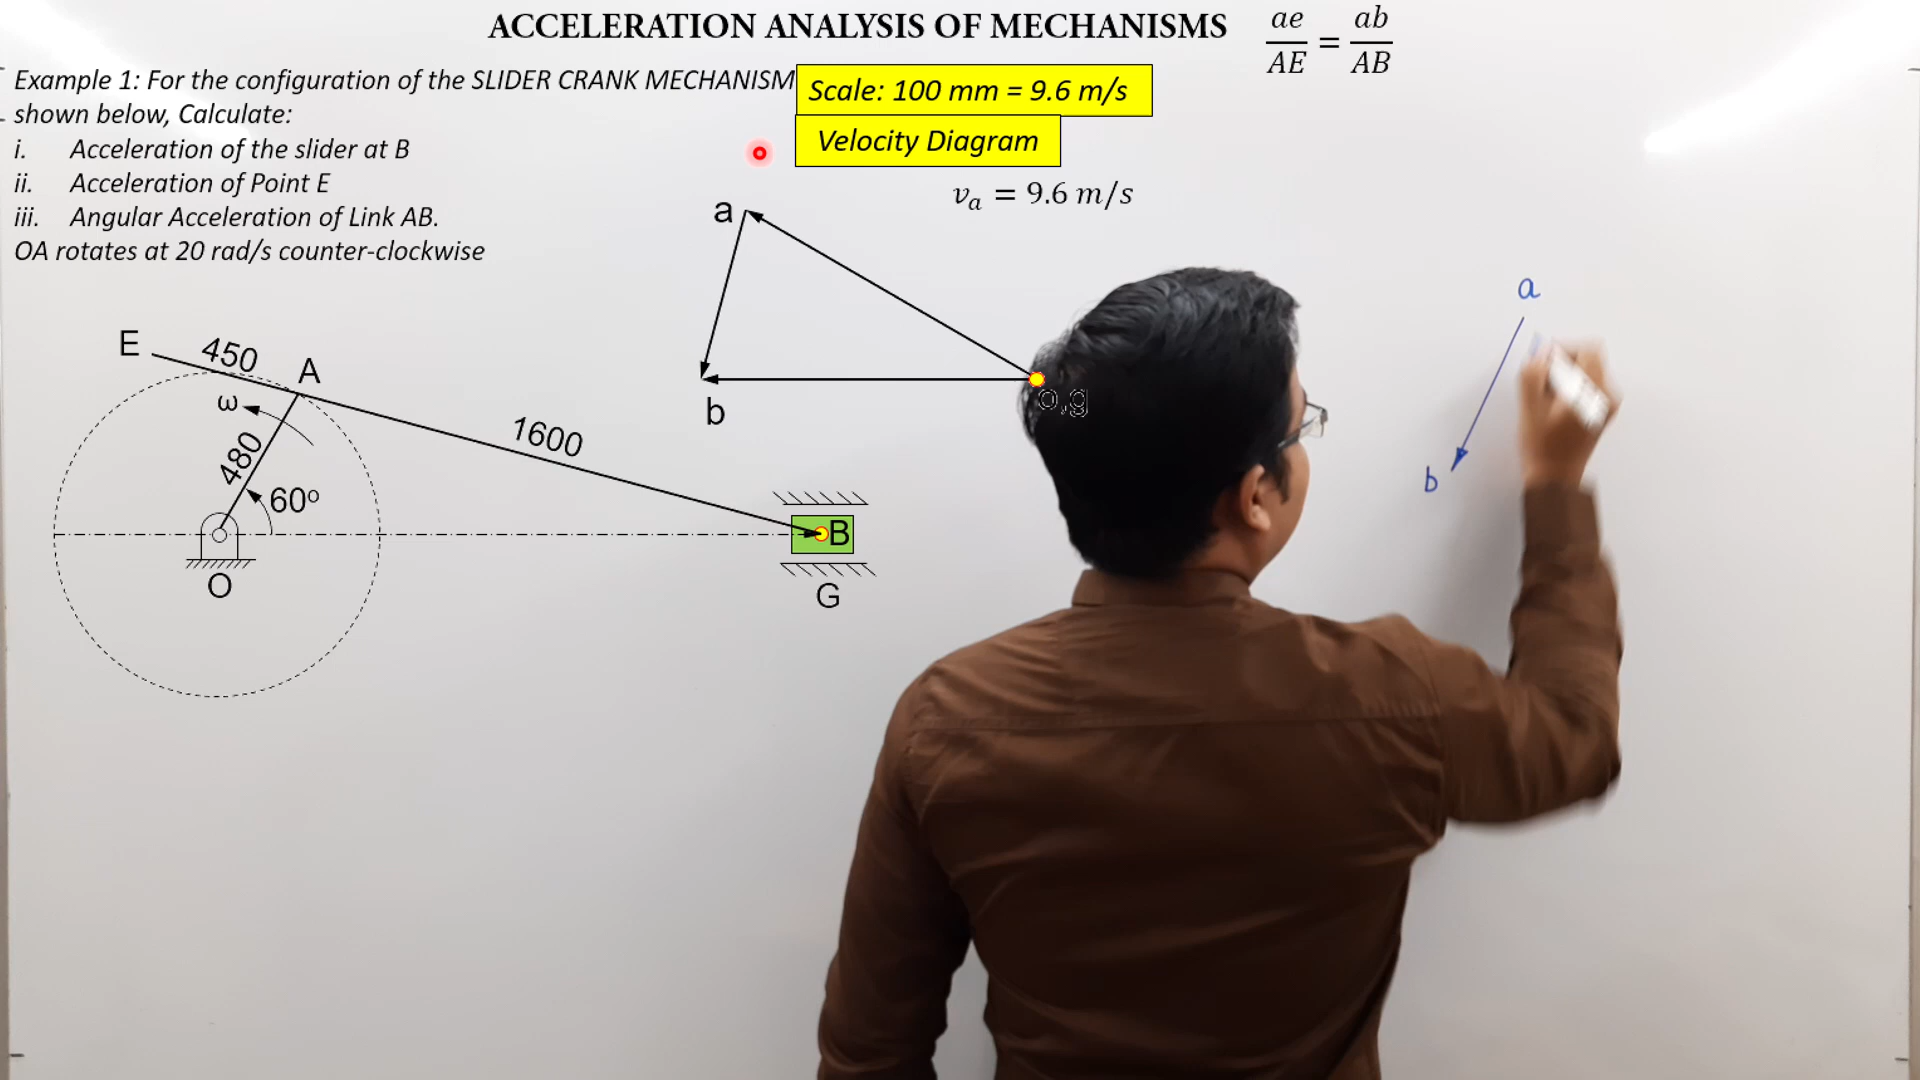 ACCELERATION ANALYSIS OF MECHANISMS
ae/AE = ab/AB
Example 1: For the configuration of the SLIDER CRANK MECHANISM
shown below, Calculate:
i. Acceleration of the slider at B
ii. Acceleration of Point E
iii. Angular Acceleration of Link AB.
OA rotates at 20 rad/s counter-clockwise
Scale: 100 mm = 9.6 m/s
Velocity Diagram
vₐ = 9.6 m/s
a
b
o,g
a
b
E
450
A
ω
480
60º
1600
B
O
G